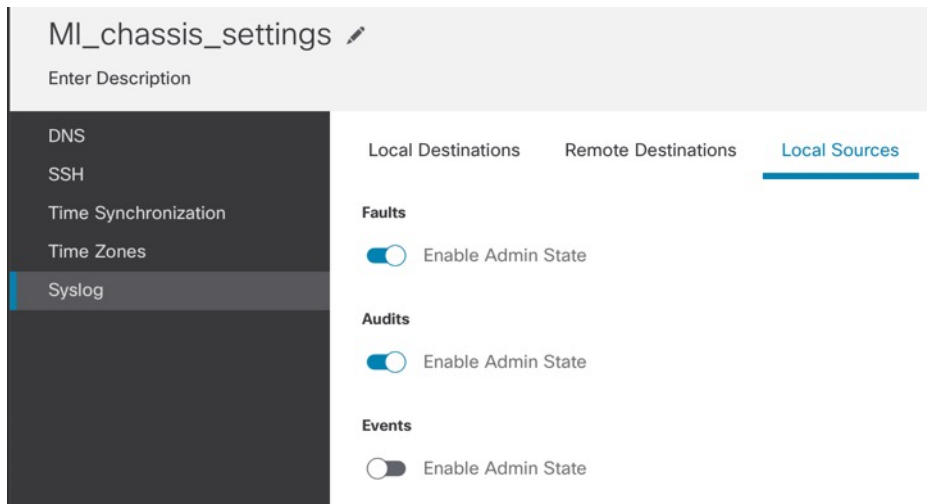 MI_chassis_settings
Enter Description
DNS
SSH
Time Synchronization
Time Zones
Syslog
Local Destinations Remote Destinations Local Sources
Faults
Enable Admin State
Audits
Enable Admin State
Events
Enable Admin State